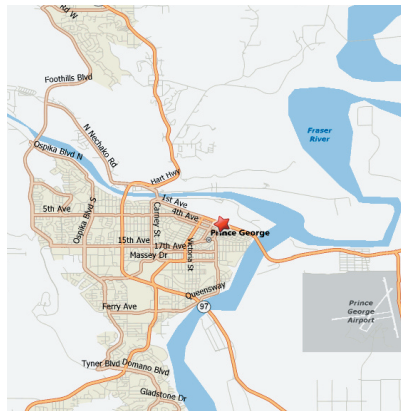 Rd W
Foothills Blvd
N Nechako Rd
Ospika Blvd N
Hart Hwy
Fraser
River
1st Ave
4th Ave
5th Ave
Ospika Blvd S
Carney St
Prince George
15th Ave
17th Ave
Victoria St
Massey Dr
Queensway
97
Ferry Ave
Prince
George
Airport
Tyner Blvd
Domano Blvd
Gladstone Dr